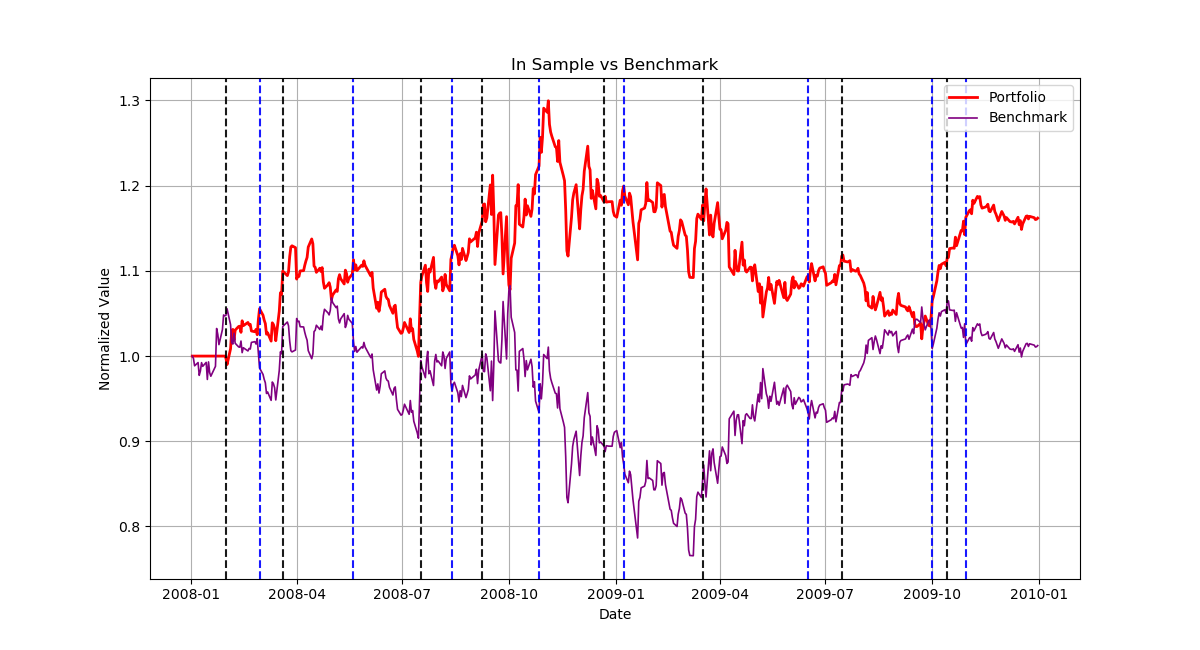 In Sample vs Benchmark
Portfolio
Benchmark
Normalized Value
1.3
1.2
1.1
1.0
0.9
0.8
2008-01 2008-04 2008-07 2008-10 2009-01 2009-04 2009-07 2009-10 2010-01
Date